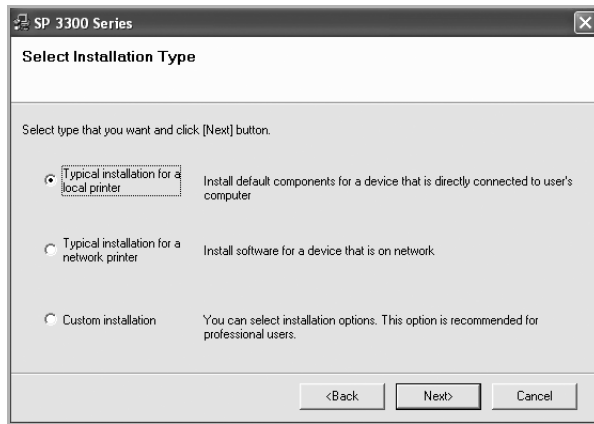 SP 3300 Series
Select Installation Type
Select type that you want and click [Next] button.
Typical installation for a
local printer
Install default components for a device that is directly connected to user's
computer
Typical installation for a
network printer
Install software for a device that is on network
Custom installation
You can select installation options. This option is recommended for
professional users.
<Back
Next>
Cancel